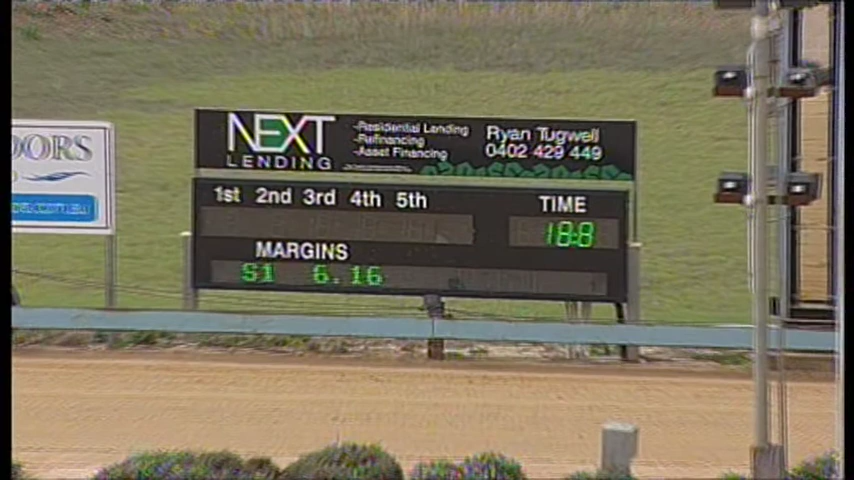 OORS
NEXT
LENDING
-Residential Lending
-Refinancing
-Asset Financing
Ryan Tugwell
0402 429 449
1st 2nd 3rd 4th 5th
TIME
18:8
MARGINS
S1 6.16